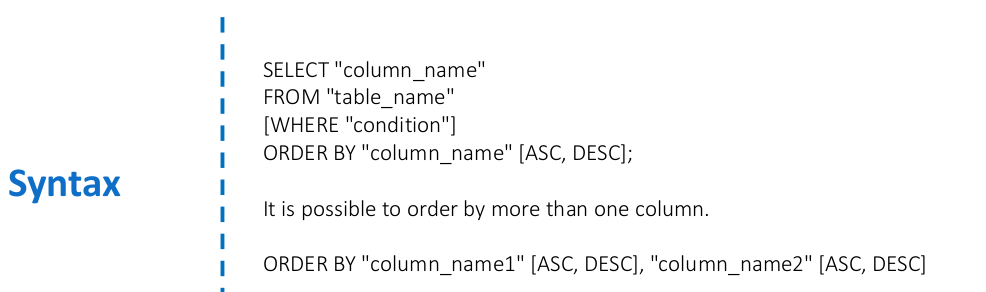 Syntax
SELECT "column_name"
FROM "table_name"
[WHERE "condition"]
ORDER BY "column_name" [ASC, DESC];
It is possible to order by more than one column.
ORDER BY "column_name1" [ASC, DESC], "column_name2" [ASC, DESC]